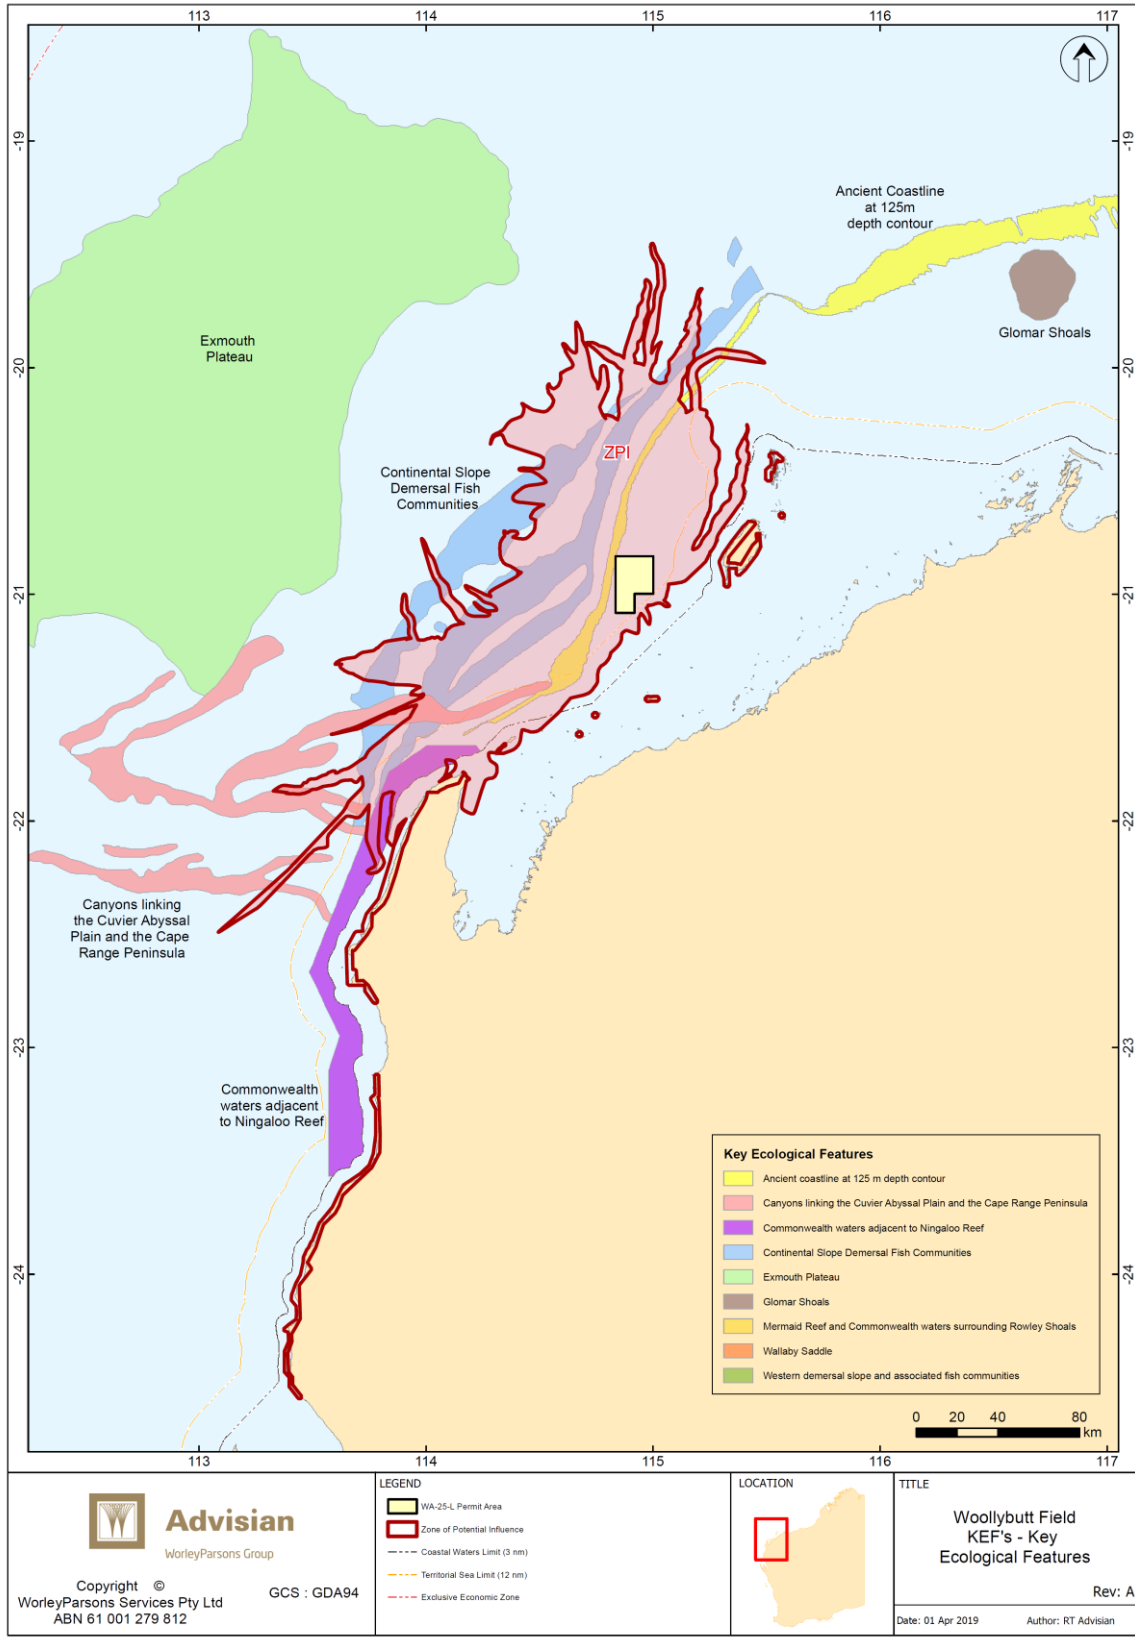 113
114
115
116
117
-19
-19
Ancient Coastline
at 125m
depth contour
Glomar Shoals
Exmouth
Plateau
-20
-20
ZPI
Continental Slope
Demersal Fish
Communities
-21
-21
-22
-22
Canyons linking
the Cuvier Abyssal
Plain and the Cape
Range Peninsula
-23
-23
Commonwealth
waters adjacent
to Ningaloo Reef
Key Ecological Features
Ancient coastline at 125 m depth contour
Canyons linking the Cuvier Abyssal Plain and the Cape Range Peninsula
Commonwealth waters adjacent to Ningaloo Reef
Continental Slope Demersal Fish Communities
Exmouth Plateau
Glomar Shoals
Mermaid Reef and Commonwealth waters surrounding Rowley Shoals
Wallaby Saddle
Western demersal slope and associated fish communities
-24
-24
0 20 40 80
km
113
114
115
116
117
Advisian
WorleyParsons Group
Copyright ©
WorleyParsons Services Pty Ltd
ABN 61 001 279 812
GCS : GDA94
LEGEND
WA-25-L Permit Area
Zone of Potential Influence
Coastal Waters Limit (3 nm)
Territorial Sea Limit (12 nm)
Exclusive Economic Zone
LOCATION
TITLE
Woollybutt Field
KEF's - Key
Ecological Features
Rev: A
Date: 01 Apr 2019
Author: RT Advisian